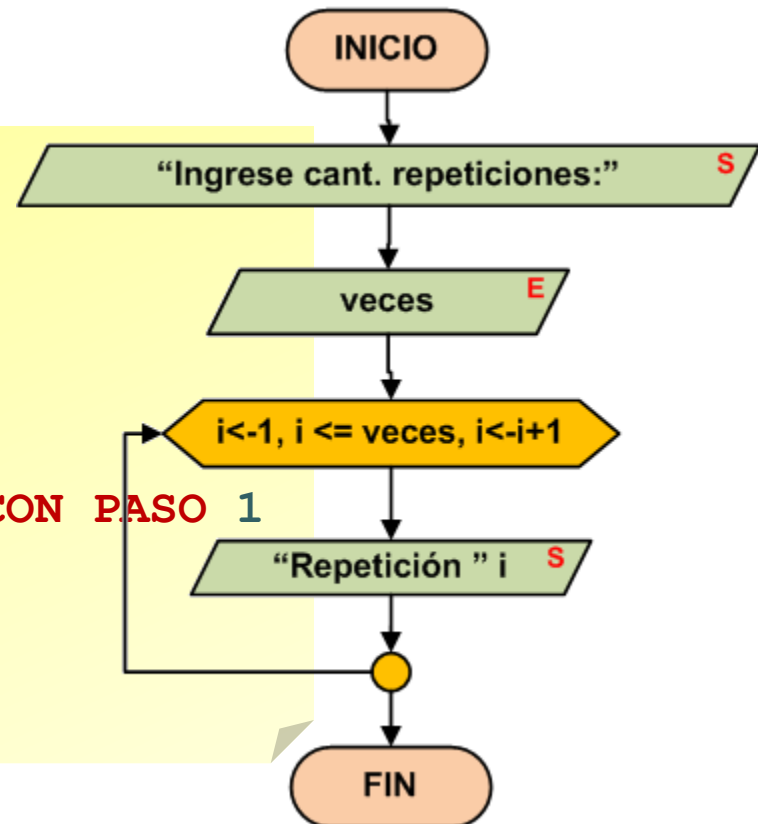 INICIO
“Ingrese cant. repeticiones:” S
veces E
i<-1, i <= veces, i<-i+1
CON PASO 1
“Repetición ” i S
FIN